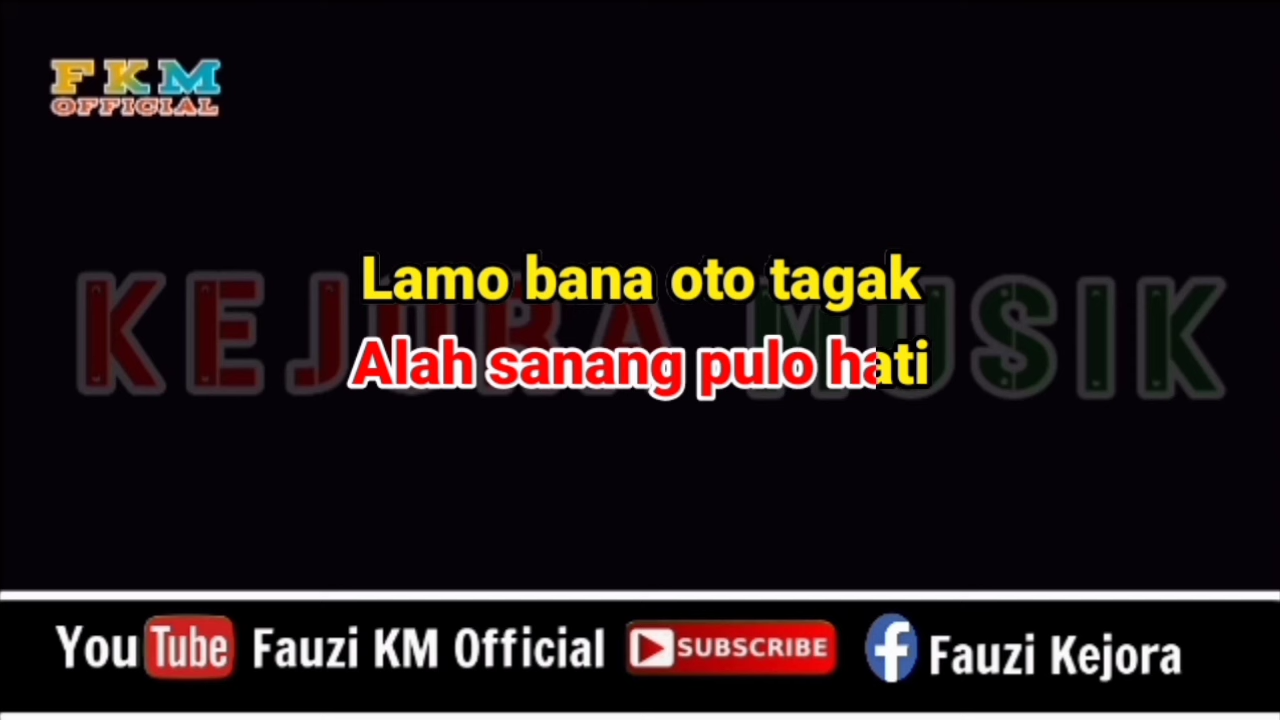 FKM
OFFICIAL
Lamo bana oto tagak
KEJORA MUSIK
Alah sanang pulo hati
YouTube Fauzi KM Official SUBSCRIBE f Fauzi Kejora